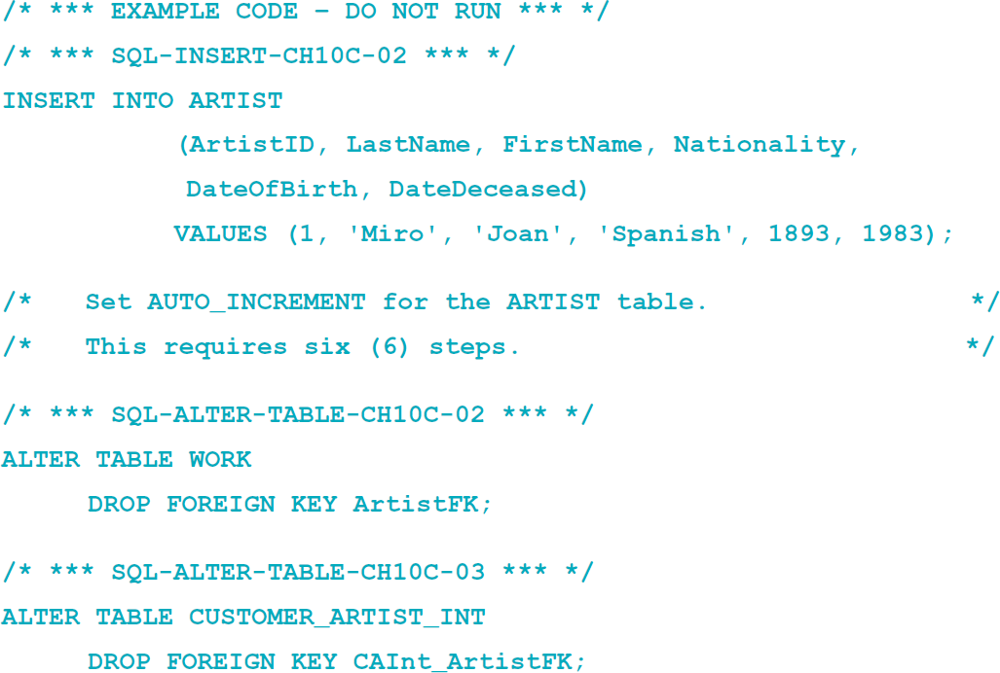 /* *** EXAMPLE CODE – DO NOT RUN *** */
/* *** SQL-INSERT-CH10C-02 *** */
INSERT INTO ARTIST
(ArtistID, LastName, FirstName, Nationality,
DateOfBirth, DateDeceased)
VALUES (1, 'Miro', 'Joan', 'Spanish', 1893, 1983);
/* Set AUTO_INCREMENT for the ARTIST table. */
/* This requires six (6) steps. */
/* *** SQL-ALTER-TABLE-CH10C-02 *** */
ALTER TABLE WORK
DROP FOREIGN KEY ArtistFK;
/* *** SQL-ALTER-TABLE-CH10C-03 *** */
ALTER TABLE CUSTOMER_ARTIST_INT
DROP FOREIGN KEY CAInt_ArtistFK;